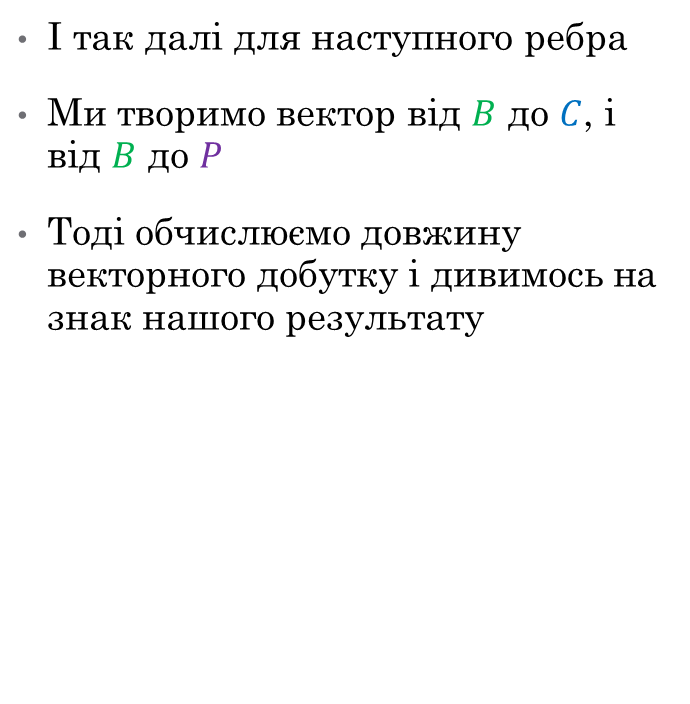 • І так далі для наступного ребра
• Ми творимо вектор від B до C, і
від B до P
• Тоді обчислюємо довжину
векторного добутку і дивимось на
знак нашого результату